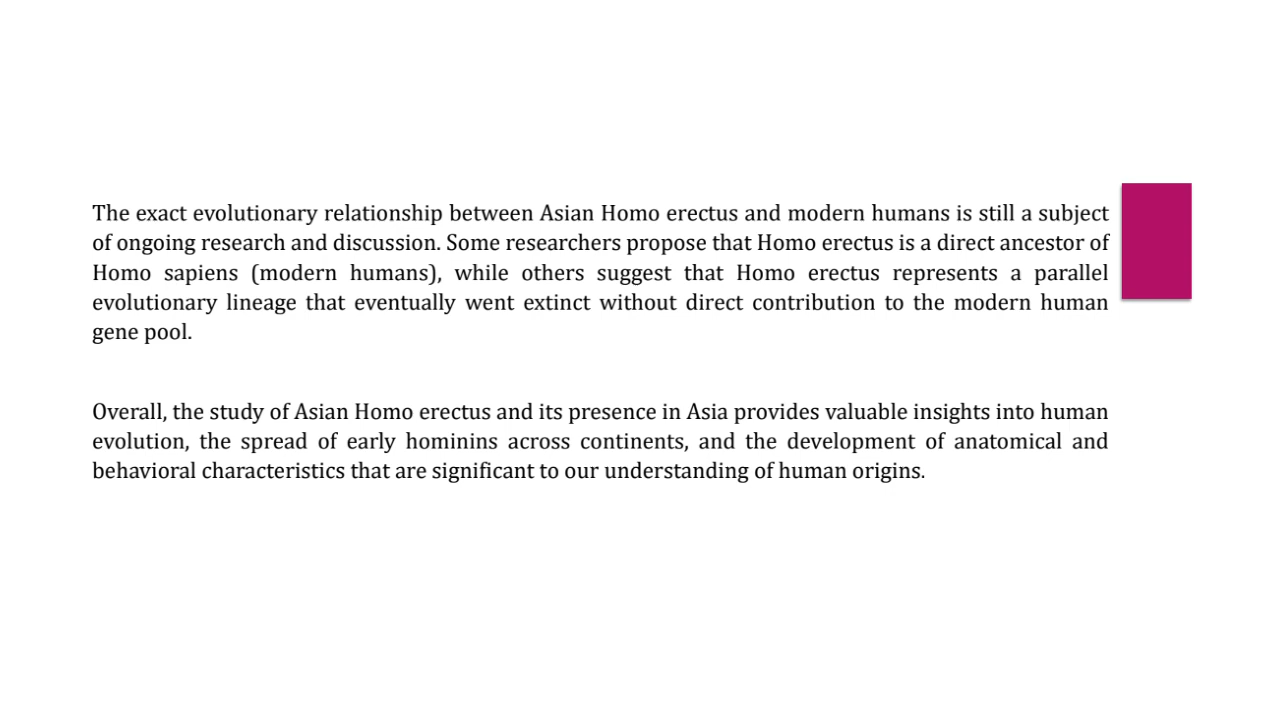 The exact evolutionary relationship between Asian Homo erectus and modern humans is still a subject
of ongoing research and discussion. Some researchers propose that Homo erectus is a direct ancestor of
Homo sapiens (modern humans), while others suggest that Homo erectus represents a parallel
evolutionary lineage that eventually went extinct without direct contribution to the modern human
gene pool.
Overall, the study of Asian Homo erectus and its presence in Asia provides valuable insights into human
evolution, the spread of early hominins across continents, and the development of anatomical and
behavioral characteristics that are significant to our understanding of human origins.